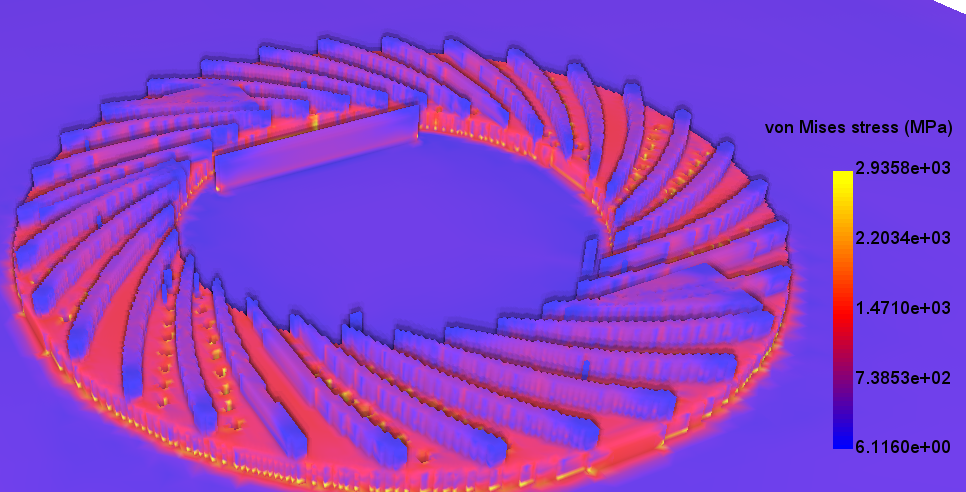 von Mises stress (MPa)
2.9358e+03
2.2034e+03
1.4710e+03
7.3853e+02
6.1160e+00